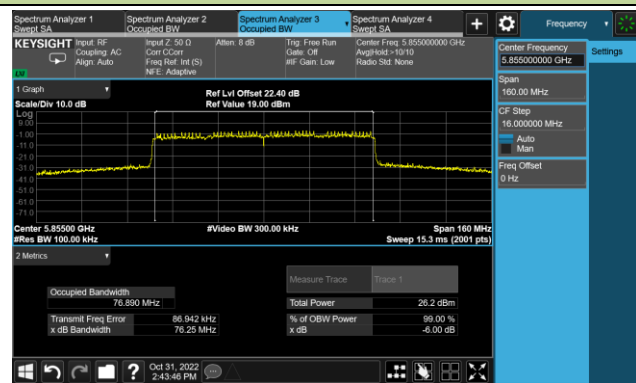 Spectrum Analyzer 1
Swept SA
Spectrum Analyzer 2
Occupied BW
Spectrum Analyzer 3
Occupied BW
Spectrum Analyzer 4
Swept SA
+
Frequency
KEYSIGHT
Input: RF
Coupling: AC
Align: Auto
Input Z: 50 Ω
Corr CCorr
Freq Ref: Int (S)
NFE: Adaptive
Atten: 8 dB
Trig: Free Run
Gate: Off
#IF Gain: Low
Center Freq: 5.855000000 GHz
Avg|Hold:>10/10
Radio Std: None
Center Frequency
5.855000000 GHz
Settings
Span
160.00 MHz
CF Step
16.000000 MHz
Auto
Man
Freq Offset
0 Hz
1 Graph
Scale/Div 10.0 dB
Ref Lvl Offset 22.40 dB
Ref Value 19.00 dBm
Log
9.00
-1.00
-11.0
-21.0
-31.0
-41.0
-51.0
-61.0
-71.0
Center 5.85500 GHz
#Res BW 100.00 kHz
#Video BW 300.00 kHz
Span 160 MHz
Sweep 15.3 ms (2001 pts)
2 Metrics
Measure Trace
Trace 1
Occupied Bandwidth
76.890 MHz
Total Power
26.2 dBm
Transmit Freq Error
86.942 kHz
% of OBW Power
99.00 %
x dB Bandwidth
76.25 MHz
x dB
-6.00 dB
?
Oct 31, 2022
2:43:46 PM